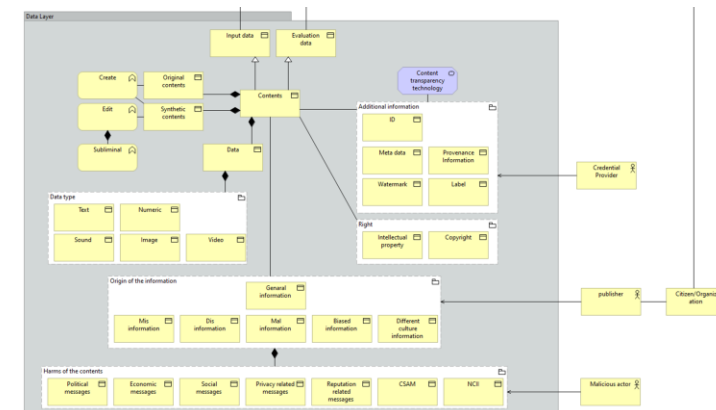 Data Layer
Input data
Evaluation
data
Create
Original
contents
Content
transparency
technology
Contents
Edit
Synthetic
contents
Additional information
ID
Subliminal
Data
Meta data
Provenance
Information
Credential
Provider
Watermark
Label
Data type
Text
Numeric
Sound
Image
Video
Right
Intellectual
property
Copyright
Origin of the information
General
information
Mis
information
Dis
information
Mal
information
Biased
information
Different
culture
information
publisher
Citizen/Organiz
ation
Harms of the contents
Political
messages
Economic
messages
Social
messages
Privacy related
messages
Reputation
related
messages
CSAM
NCII
Malicious actor